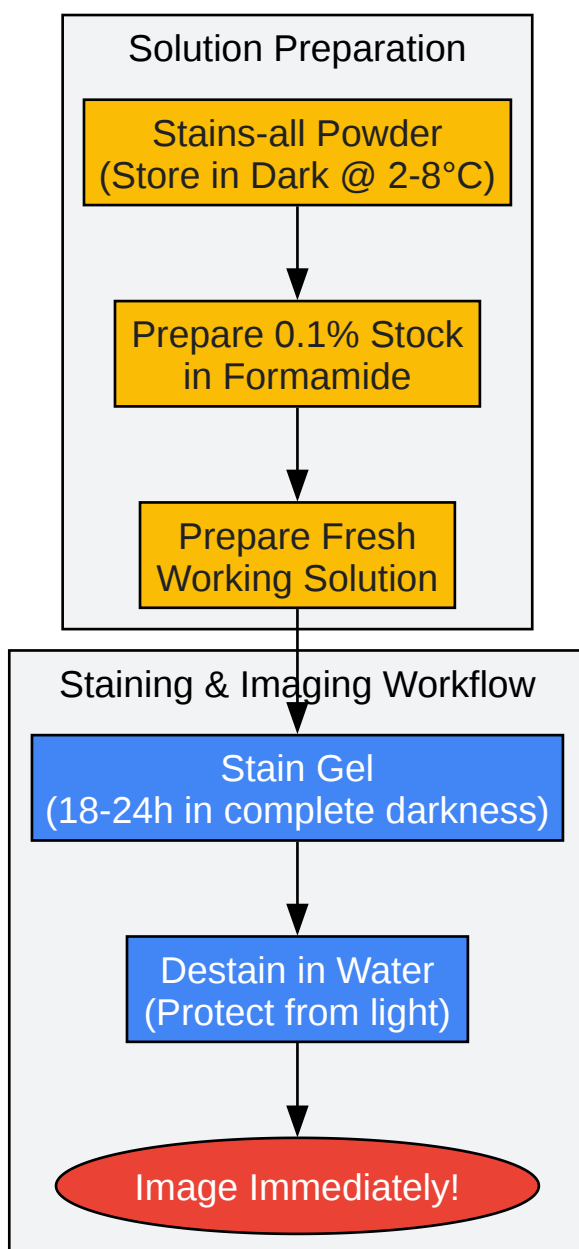 Solution Preparation
Stains-all Powder
(Store in Dark @ 2-8°C)
Prepare 0.1% Stock
in Formamide
Prepare Fresh
Working Solution
Staining & Imaging Workflow
Stain Gel
(18-24h in complete darkness)
Destain in Water
(Protect from light)
Image Immediately!